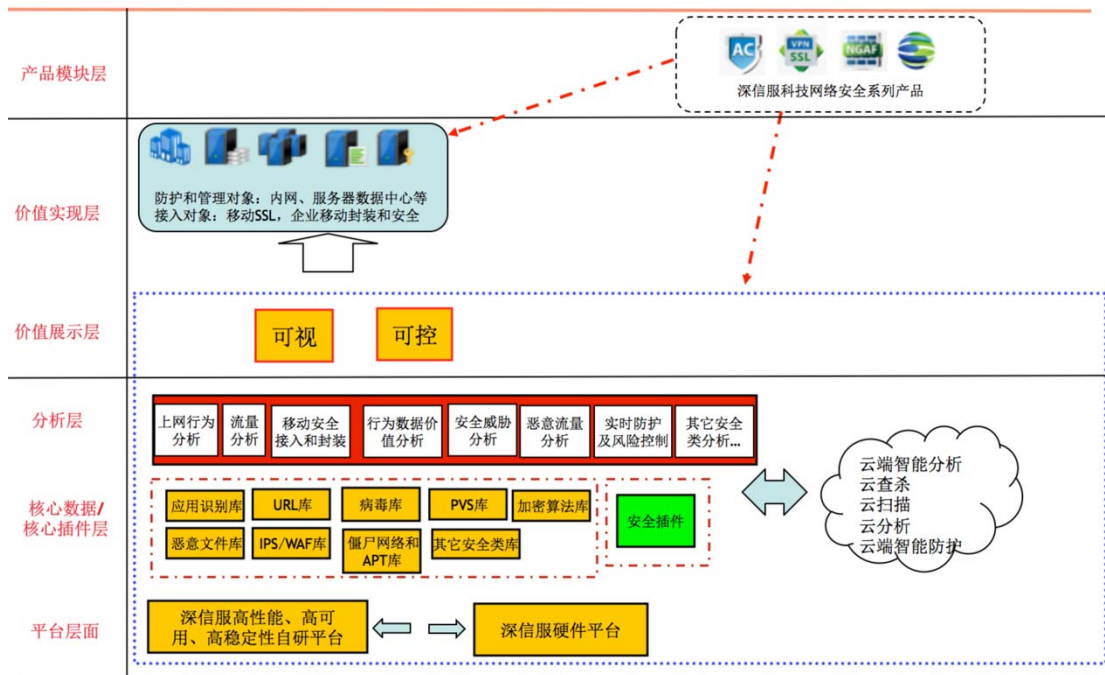 产品模块层
AC
VPN
SSL
NGAF
深信服科技网络安全系列产品
价值实现层
防护和管理对象：内网、服务器数据中心等
接入对象：移动SSL，企业移动封装和安全
价值展示层
可视
可控
分析层
上网行为
分析
流量
分析
移动安全
接入和封装
行为数据价
值分析
安全威胁
分析
恶意流量
分析
实时防护
及风险控制
其它安全
类分析...
核心数据/
核心插件层
应用识别库
URL库
病毒库
PVS库
加密算法库
恶意文件库
IPS/WAF库
僵尸网络和
APT库
其它安全类库
安全插件
云端智能分析
云查杀
云扫描
云分析
云端智能防护
平台层面
深信服高性能、高可
用、高稳定性自研平台
深信服硬件平台